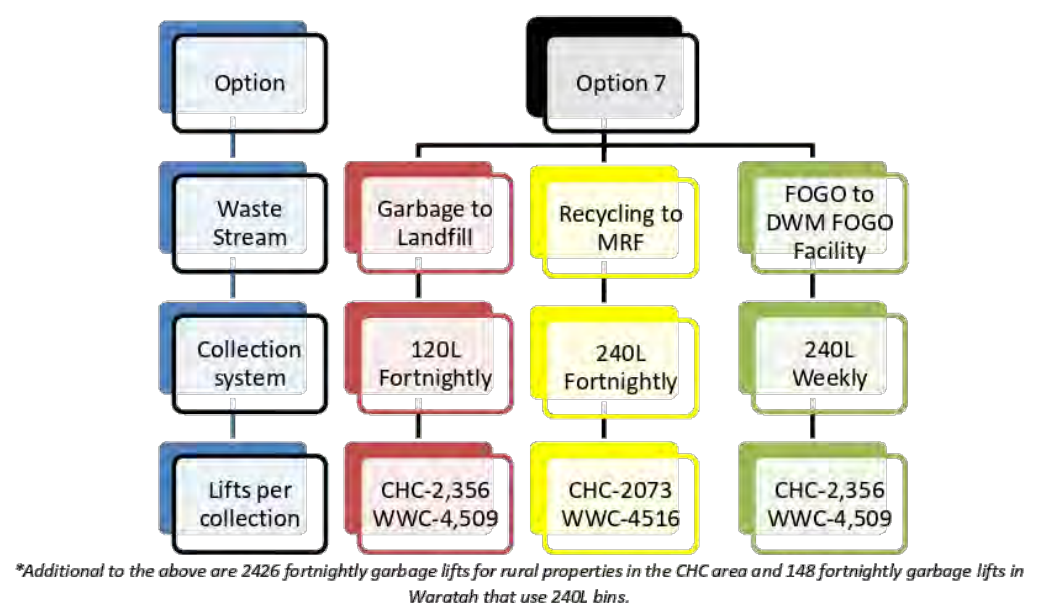 Option
Option 7
Waste
Stream
Garbage to
Landfill
Recycling to
MRF
FOGO to
DWM FOGO
Facility
Collection
system
120L
Fortnightly
240L
Fortnightly
240L
Weekly
Lifts per
collection
CHC-2,356
WWC-4,509
CHC-2073
WWC-4516
CHC-2,356
WWC-4,509
*Additional to the above are 2426 fortnightly garbage lifts for rural properties in the CHC area and 148 fortnightly garbage lifts in
Waratah that use 240L bins.